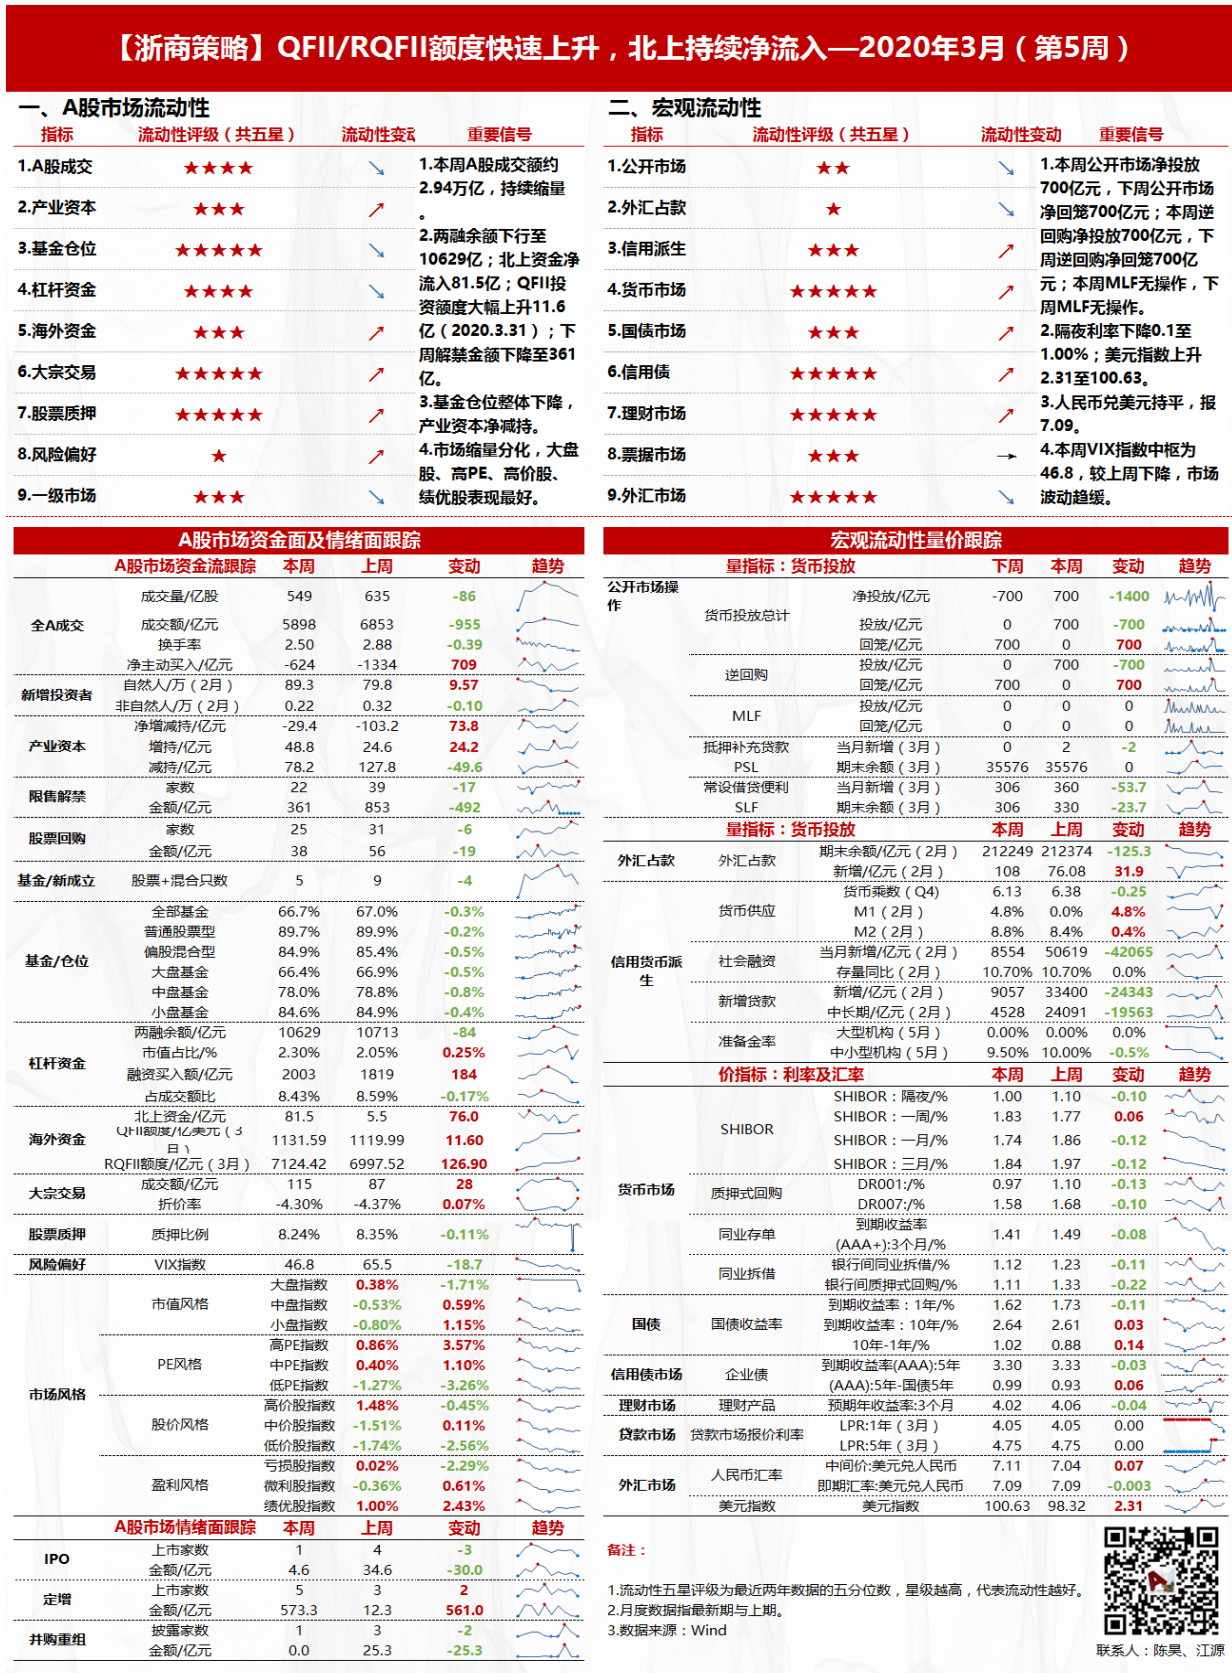 【浙商策略】QFII/RQFII额度快速上升，北上持续净流入—2020年3月（第5周）
一、A股市场流动性
指标 流动性评级（共五星） 流动性变动 重要信号
1.A股成交 ★★★★ ↘
2.产业资本 ★★★ ↗
3.基金仓位 ★★★★★ ↘
4.杠杆资金 ★★★★ ↘
5.海外资金 ★★★ ↗
6.大宗交易 ★★★★★ ↗
7.股票质押 ★★★★★ ↗
8.风险偏好 ★ ↗
9.一级市场 ★★★ ↘
1.本周A股成交额约
2.94万亿，持续缩量
。
2.两融余额下行至
10629亿；北上资金净
流入81.5亿；QFII投
资额度大幅上升11.6
亿（2020.3.31）；下
周解禁金额下降至361
亿。
3.基金仓位整体下降，
产业资本净减持。
4.市场缩量分化，大盘
股、高PE、高价股、
绩优股表现最好。
二、宏观流动性
指标 流动性评级（共五星） 流动性变动 重要信号
1.公开市场 ★★ ↘
2.外汇占款 ★ ↘
3.信用派生 ★★★ ↗
4.货币市场 ★★★★★ ↗
5.国债市场 ★★★ ↗
6.信用债 ★★★★★ ↗
7.理财市场 ★★★★★ ↗
8.票据市场 ★★★ →
9.外汇市场 ★★★★★ ↘
1.本周公开市场净投放
700亿元，下周公开市场
净回笼700亿元；本周逆
回购净投放700亿元，下
周逆回购净回笼700亿
元；本周MLF无操作，下
周MLF无操作。
2.隔夜利率下降0.1至
1.00%；美元指数上升
2.31至100.63。
3.人民币兑美元持平，报
7.09。
4.本周VIX指数中枢为
46.8，较上周下降，市场
波动趋缓。
A股市场资金面及情绪面跟踪
A股市场资金流跟踪 本周 上周 变动 趋势
全A成交
成交量/亿股 549 635 -86
成交额/亿元 5898 6853 -955
换手率 2.50 2.88 -0.39
净主动买入/亿元 -624 -1334 709
新增投资者
自然人/万（2月） 89.3 79.8 9.57
非自然人/万（2月） 0.22 0.32 -0.10
产业资本
净增减持/亿元 -29.4 -103.2 73.8
增持/亿元 48.8 24.6 24.2
减持/亿元 78.2 127.8 -49.6
限售解禁
家数 22 39 -17
金额/亿元 361 853 -492
股票回购
家数 25 31 -6
金额/亿元 38 56 -19
基金/新成立 股票+混合只数 5 9 -4
基金/仓位
全部基金 66.7% 67.0% -0.3%
普通股票型 89.7% 89.9% -0.2%
偏股混合型 84.9% 85.4% -0.5%
大盘基金 66.4% 66.9% -0.5%
中盘基金 78.0% 78.8% -0.8%
小盘基金 84.6% 84.9% -0.4%
杠杆资金
两融余额/亿元 10629 10713 -84
市值占比/% 2.30% 2.05% 0.25%
融资买入额/亿元 2003 1819 184
占成交额比 8.43% 8.59% -0.17%
海外资金
北上资金/亿元 81.5 5.5 76.0
QFII额度/亿美元（3
月） 1131.59 1119.99 11.60
RQFII额度/亿元（3月） 7124.42 6997.52 126.90
大宗交易
成交额/亿元 115 87 28
折价率 -4.30% -4.37% 0.07%
股票质押 质押比例 8.24% 8.35% -0.11%
风险偏好 VIX指数 46.8 65.5 -18.7
市场风格
市值风格
大盘指数 0.38% -1.71%
中盘指数 -0.53% 0.59%
小盘指数 -0.80% 1.15%
PE风格
高PE指数 0.86% 3.57%
中PE指数 0.40% 1.10%
低PE指数 -1.27% -3.26%
股价风格
高价股指数 1.48% -0.45%
中价股指数 -1.51% 0.11%
低价股指数 -1.74% -2.56%
盈利风格
亏损股指数 0.02% -2.29%
微利股指数 -0.36% 0.61%
绩优股指数 1.00% 2.43%
A股市场情绪面跟踪 本周 上周 变动 趋势
IPO
上市家数 1 4 -3
金额/亿元 4.6 34.6 -30.0
定增
上市家数 5 3 2
金额/亿元 573.3 12.3 561.0
并购重组
披露家数 1 3 -2
金额/亿元 0.0 25.3 -25.3
宏观流动性量价跟踪
量指标：货币投放 下周 本周 变动 趋势
公开市场操
作
货币投放总计
净投放/亿元 -700 700 -1400
投放/亿元 0 700 -700
回笼/亿元 700 0 700
逆回购
投放/亿元 0 700 -700
回笼/亿元 700 0 700
MLF
投放/亿元 0 0 0
回笼/亿元 0 0 0
抵押补充贷款 当月新增（3月） 0 2 -2
PSL 期末余额（3月） 35576 35576 0
常设借贷便利 当月新增（3月） 306 360 -53.7
SLF 期末余额（3月） 306 330 -23.7
量指标：货币投放 本周 上周 变动 趋势
外汇占款 外汇占款
期末余额/亿元（2月） 212249 212374 -125.3
新增/亿元（2月） 108 76.08 31.9
信用货币派
生
货币供应
货币乘数（Q4) 6.13 6.38 -0.25
M1（2月） 4.8% 0.0% 4.8%
M2（2月） 8.8% 8.4% 0.4%
社会融资
当月新增/亿元（2月） 8554 50619 -42065
存量同比（2月） 10.70% 10.70% 0.0%
新增贷款
新增/亿元（2月） 9057 33400 -24343
中长期/亿元（2月） 4528 24091 -19563
准备金率
大型机构（5月） 0.00% 0.00% 0.0%
中小型机构（5月） 9.50% 10.00% -0.5%
价指标：利率及汇率 本周 上周 变动 趋势
货币市场
SHIBOR
SHIBOR：隔夜/% 1.00 1.10 -0.10
SHIBOR：一周/% 1.83 1.77 0.06
SHIBOR：一月/% 1.74 1.86 -0.12
SHIBOR：三月/% 1.84 1.97 -0.12
质押式回购
DR001:/% 0.97 1.10 -0.13
DR007:/% 1.58 1.68 -0.10
同业存单
到期收益率
(AAA+):3个月/% 1.41 1.49 -0.08
同业拆借
银行间同业拆借/% 1.12 1.23 -0.11
银行间质押式回购/% 1.11 1.33 -0.22
国债 国债收益率
到期收益率：1年/% 1.62 1.73 -0.11
到期收益率：10年/% 2.64 2.61 0.03
10年-1年/% 1.02 0.88 0.14
信用债市场 企业债
到期收益率(AAA):5年 3.30 3.33 -0.03
(AAA):5年-国债5年 0.99 0.93 0.06
理财市场 理财产品 预期年收益率:3个月 4.02 4.06 -0.04
贷款市场 贷款市场报价利率
LPR:1年（3月） 4.05 4.05 0.00
LPR:5年（3月） 4.75 4.75 0.00
外汇市场
人民币汇率
中间价:美元兑人民币 7.11 7.04 0.07
即期汇率:美元兑人民币 7.09 7.09 -0.003
美元指数 美元指数 100.63 98.32 2.31
备注：
1.流动性五星评级为最近两年数据的五分位数，星级越高，代表流动性越好。
2.月度数据指最新期与上期。
3.数据来源：Wind
联系人：陈昊、江源